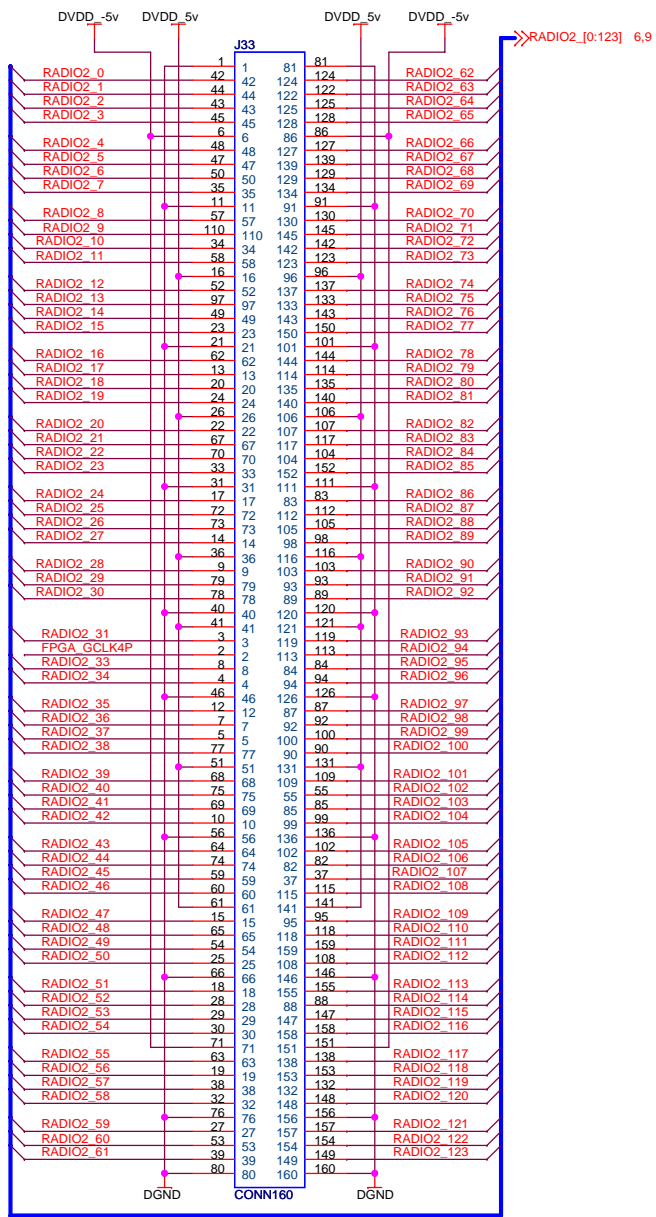 DVDD_-5v DVDD_5v DVDD_5v DVDD_-5v
RADIO2_[0:123] 6,9
J33
1 1 81 81
RADIO2_0 42 42 124 124 RADIO2_62
RADIO2_1 44 44 122 122 RADIO2_63
RADIO2_2 43 43 125 125 RADIO2_64
RADIO2_3 45 45 128 128 RADIO2_65
6 6 86 86
RADIO2_4 48 48 127 127 RADIO2_66
RADIO2_5 47 47 139 139 RADIO2_67
RADIO2_6 50 50 129 129 RADIO2_68
RADIO2_7 35 35 134 134 RADIO2_69
11 11 91 91
RADIO2_8 57 57 130 130 RADIO2_70
RADIO2_9 110 110 145 145 RADIO2_71
RADIO2_10 34 34 142 142 RADIO2_72
RADIO2_11 58 58 123 123 RADIO2_73
16 16 96 96
RADIO2_12 52 52 137 137 RADIO2_74
RADIO2_13 97 97 133 133 RADIO2_75
RADIO2_14 49 49 143 143 RADIO2_76
RADIO2_15 23 23 150 150 RADIO2_77
21 21 101 101
RADIO2_16 62 62 144 144 RADIO2_78
RADIO2_17 13 13 114 114 RADIO2_79
RADIO2_18 20 20 135 135 RADIO2_80
RADIO2_19 24 24 140 140 RADIO2_81
26 26 106 106
RADIO2_20 22 22 107 107 RADIO2_82
RADIO2_21 67 67 117 117 RADIO2_83
RADIO2_22 70 70 104 104 RADIO2_84
RADIO2_23 33 33 152 152 RADIO2_85
31 31 111 111
RADIO2_24 17 17 83 83 RADIO2_86
RADIO2_25 72 72 112 112 RADIO2_87
RADIO2_26 73 73 105 105 RADIO2_88
RADIO2_27 14 14 98 98 RADIO2_89
36 36 116 116
RADIO2_28 9 9 103 103 RADIO2_90
RADIO2_29 79 79 93 93 RADIO2_91
RADIO2_30 78 78 89 89 RADIO2_92
40 40 120 120
41 41 121 121
RADIO2_31 3 3 119 119 RADIO2_93
FPGA_GCLK4P 2 2 113 113 RADIO2_94
RADIO2_33 8 8 84 84 RADIO2_95
RADIO2_34 4 4 94 94 RADIO2_96
46 46 126 126
RADIO2_35 12 12 87 87 RADIO2_97
RADIO2_36 7 7 92 92 RADIO2_98
RADIO2_37 5 5 100 100 RADIO2_99
RADIO2_38 77 77 90 90 RADIO2_100
51 51 131 131
RADIO2_39 68 68 109 109 RADIO2_101
RADIO2_40 75 75 55 55 RADIO2_102
RADIO2_41 69 69 85 85 RADIO2_103
RADIO2_42 10 10 99 99 RADIO2_104
56 56 136 136
RADIO2_43 64 64 102 102 RADIO2_105
RADIO2_44 74 74 82 82 RADIO2_106
RADIO2_45 59 59 37 37 RADIO2_107
RADIO2_46 60 60 115 115 RADIO2_108
61 61 141 141
RADIO2_47 15 15 95 95 RADIO2_109
RADIO2_48 65 65 118 118 RADIO2_110
RADIO2_49 54 54 159 159 RADIO2_111
RADIO2_50 25 25 108 108 RADIO2_112
66 66 146 146
RADIO2_51 18 18 155 155 RADIO2_113
RADIO2_52 28 28 88 88 RADIO2_114
RADIO2_53 29 29 147 147 RADIO2_115
RADIO2_54 30 30 158 158 RADIO2_116
71 71 151 151
RADIO2_55 63 63 138 138 RADIO2_117
RADIO2_56 19 19 153 153 RADIO2_118
RADIO2_57 38 38 132 132 RADIO2_119
RADIO2_58 32 32 148 148 RADIO2_120
76 76 156 156
RADIO2_59 27 27 157 157 RADIO2_121
RADIO2_60 53 53 154 154 RADIO2_122
RADIO2_61 39 39 149 149 RADIO2_123
80 80 160 160
DGND CONN160 DGND